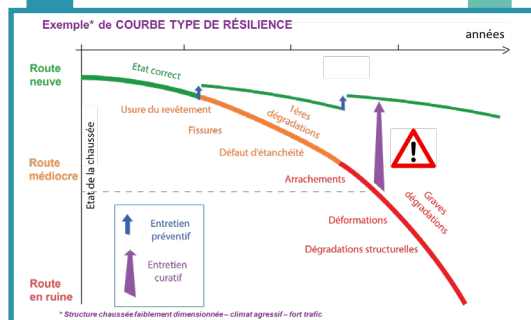 Exemple* de COURBE TYPE DE RÉSILIENCE
années
Route
neuve
Etat correct
Usure du revêtement
1ères
dégradations
Fissures
Défaut d'étanchéité
Route
médiocre
Etat de la chaussée
Arrachements
Graves
dégradations
Déformations
Dégradations structurelles
Entretien
préventif
Entretien
curatif
Route
en ruine
* Structure chaussée faiblement dimensionnée – climat agressif – fort trafic